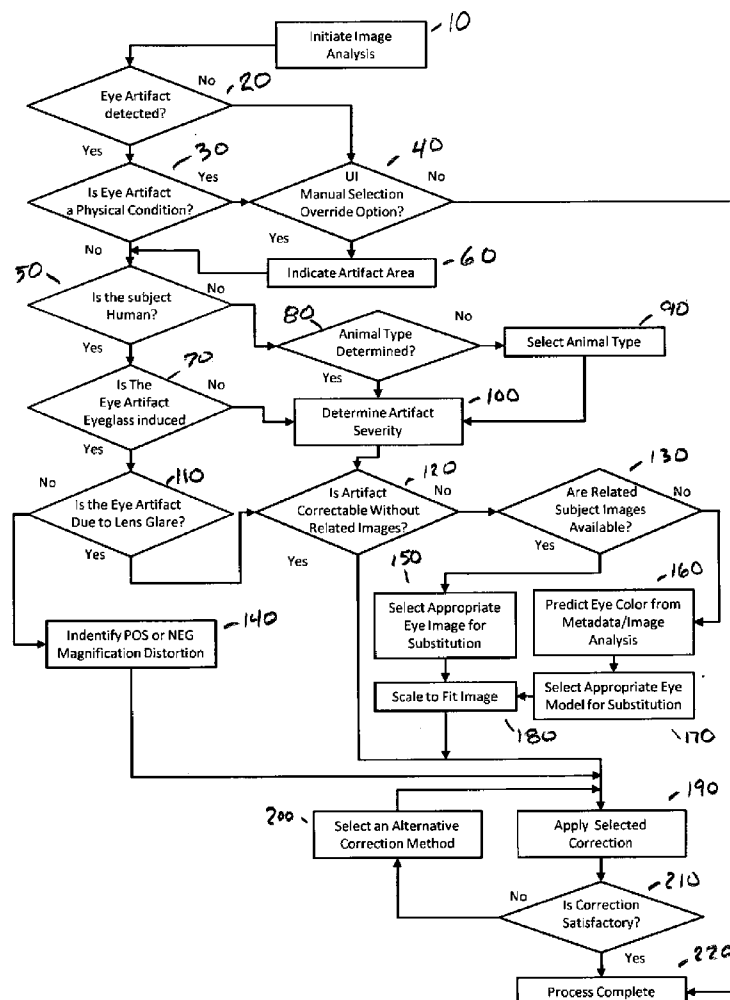 10
Initiate Image
Analysis
No
20
Eye Artifact
detected?
Yes
30
Yes
Is Eye Artifact
a Physical Condition?
No
40
UI
No
Manual Selection
Override Option?
Yes
60
Indicate Artifact Area
50
Is the subject
Human?
No
Yes
80
No
Animal Type
Determined?
Yes
90
Select Animal Type
70
Is The
Eye Artifact
Eyeglass induced
No
Yes
100
Determine Artifact
Severity
110
No
Is the Eye Artifact
Due to Lens Glare?
Yes
120
Is Artifact
Correctable Without
Related Images?
No
Yes
130
Are Related
Subject Images
Available?
No
Yes
140
Indentify POS or NEG
Magnification Distortion
150
Select Appropriate
Eye Image for
Substitution
160
Predict Eye Color from
Metadata/Image
Analysis
Scale to Fit Image
180
Select Appropriate Eye
Model for Substitution
170
200
Select an Alternative
Correction Method
190
Apply Selected
Correction
210
No
Is Correction
Satisfactory?
Yes
220
Process Complete